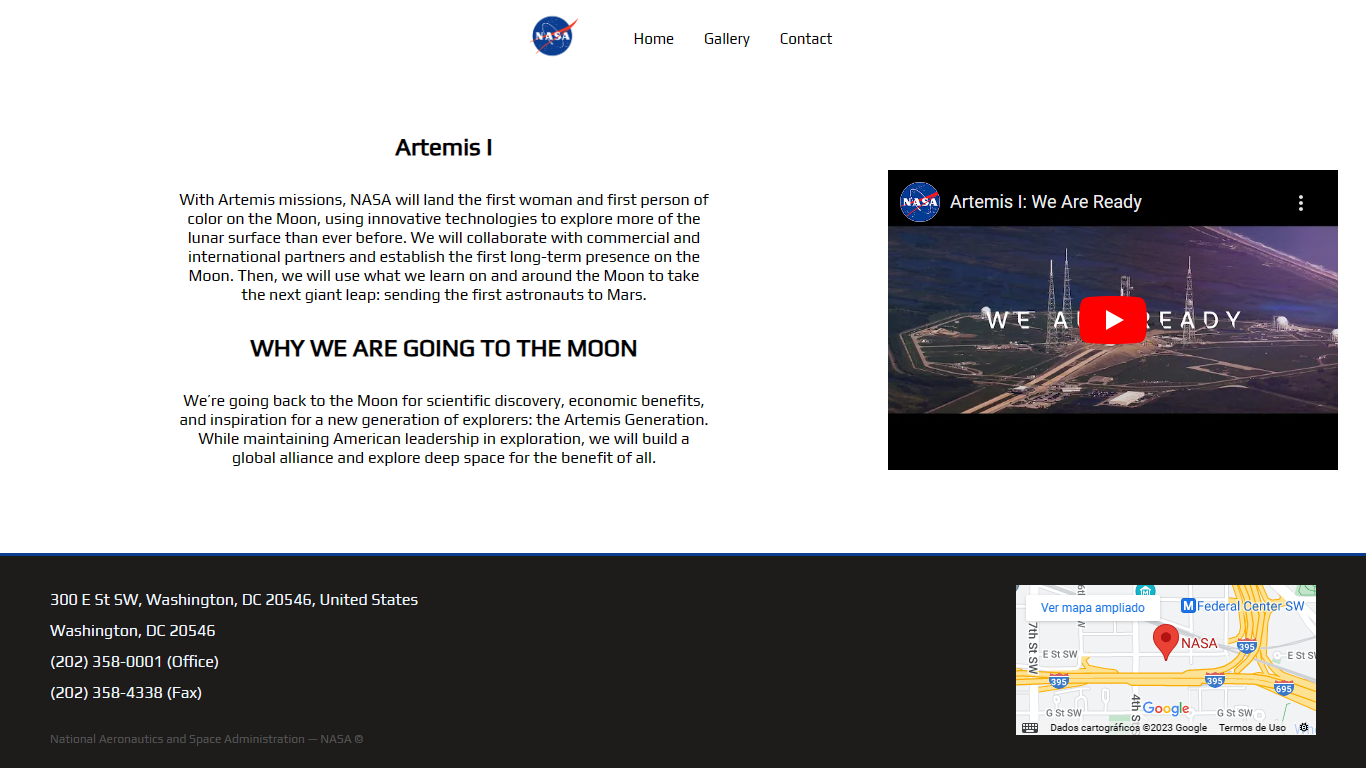 NASA
Home Gallery Contact
Artemis I
With Artemis missions, NASA will land the first woman and first person of
color on the Moon, using innovative technologies to explore more of the
lunar surface than ever before. We will collaborate with commercial and
international partners and establish the first long-term presence on the
Moon. Then, we will use what we learn on and around the Moon to take
the next giant leap: sending the first astronauts to Mars.
WHY WE ARE GOING TO THE MOON
We're going back to the Moon for scientific discovery, economic benefits,
and inspiration for a new generation of explorers: the Artemis Generation.
While maintaining American leadership in exploration, we will build a
global alliance and explore deep space for the benefit of all.
NASA
Artemis I: We Are Ready
WE A READY
300 E St SW, Washington, DC 20546, United States
Washington, DC 20546
(202) 358-0001 (Office)
(202) 358-4338 (Fax)
National Aeronautics and Space Administration — NASA ©
Ver mapa ampliado
M Federal Center SW
7th St SW
NASA
E St SW
395
E St SW
395
395
695
4th S
G St SW
G St SW
Google
Dados cartográficos ©2023 Google
Termos de Uso